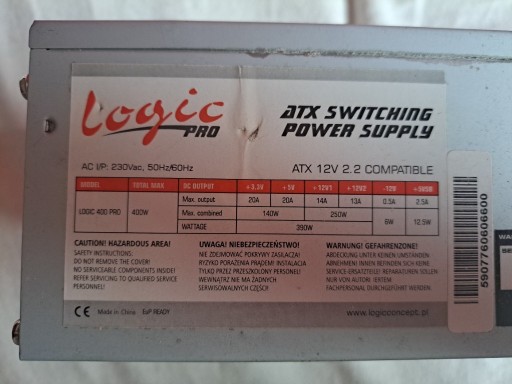 Logic PRO
ATX SWITCHING
POWER SUPPLY
AC I/P: 230Vac, 50Hz/60Hz
ATX 12V 2.2 COMPATIBLE
MODEL TOTAL MAX DC OUTPUT +3.3V +5V +12V1 +12V2 -12V +5VSB
LOGIC 400 PRO 400W Max. output 20A 20A 14A 13A 0.5A 2.5A
Max. combined 140W 250W 6W 12.5W
WATTAGE 390W
CAUTION! HAZARDOUS AREA!
SAFETY INSTRUCTIONS:
DO NOT REMOVE THE COVER!
NO SERVICEABLE COMPONENTS INSIDE!
REFER SERVICING TO QUALIFIED SERVICE
PERSONNEL!
UWAGA! NIEBEZPIECZEŃSTWO!
NIE ZDEJMOWAĆ POKRYWY ZASILACZA!
RYZYKO PORAŻENIA PRĄDEM! INSTALACJA
TYLKO PRZEZ PRZESZKOLONY PERSONEL!
WEWNĄTRZ NIE MA ŻADNYCH
SERWISOWALNYCH CZĘŚCI!
WARNUNG! GEFAHRENZONE!
ABDECKUNG UNTER KEINEN UMSTÄNDEN
ABNEHMEN! INNEN BEFINDEN SICH KEINE
SERVICE-ERSATZTEILE! REPARATUREN SOLLEN
NUR VON AUTORISIERTEM
FACHPERSONAL DURCHGEFÜHRT WERDEN!
CE Made in China ErP READY
www.logicconcept.pl
5907760606600